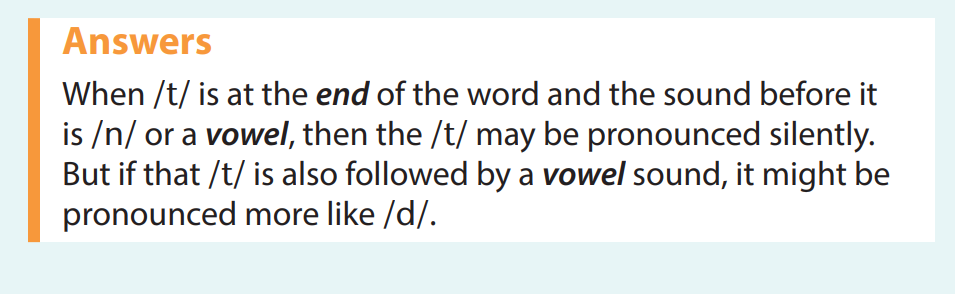 Answers
When /t/ is at the end of the word and the sound before it
is /n/ or a vowel, then the /t/ may be pronounced silently.
But if that /t/ is also followed by a vowel sound, it might be
pronounced more like /d/.